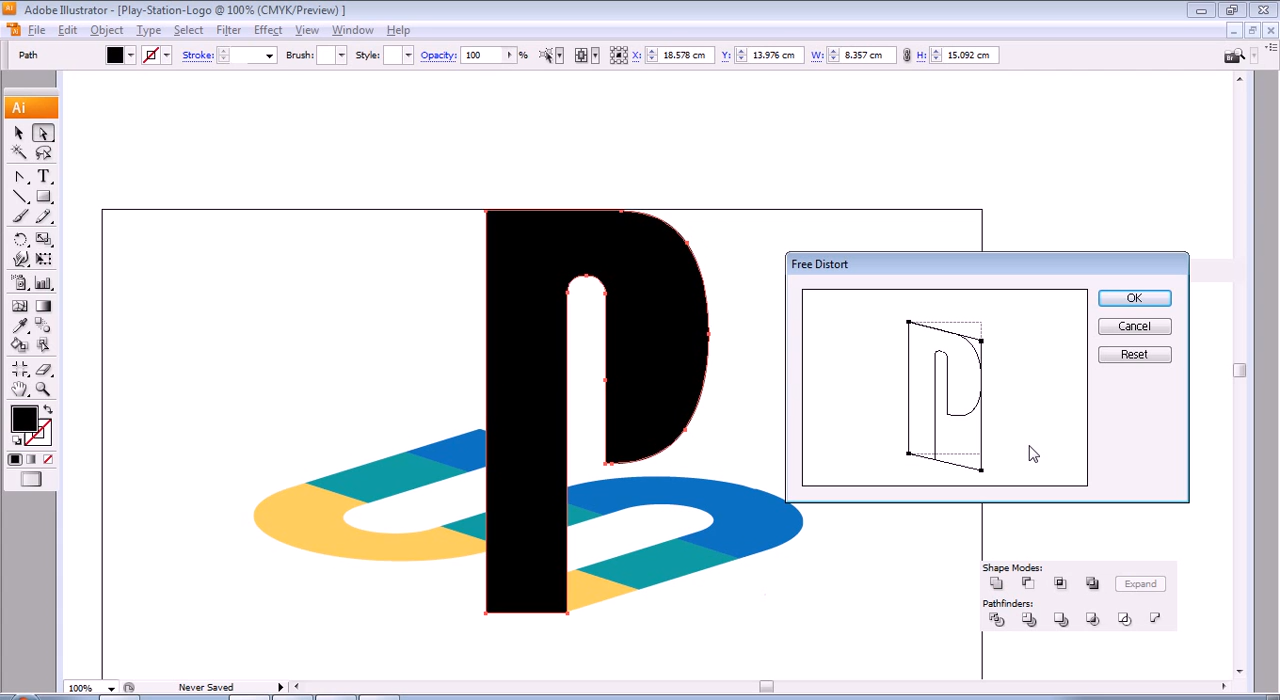 Adobe Illustrator - [Play-Station-Logo @ 100% (CMYK/Preview) ]
File Edit Object Type Select Filter Effect View Window Help
Path Stroke: Brush: Style: Opacity: 100 % X: 18.578 cm Y: 13.976 cm W: 8.357 cm H: 15.092 cm
Ai
T
P
Free Distort
OK
Cancel
Reset
Shape Modes:
Expand
Pathfinders:
100% Never Saved